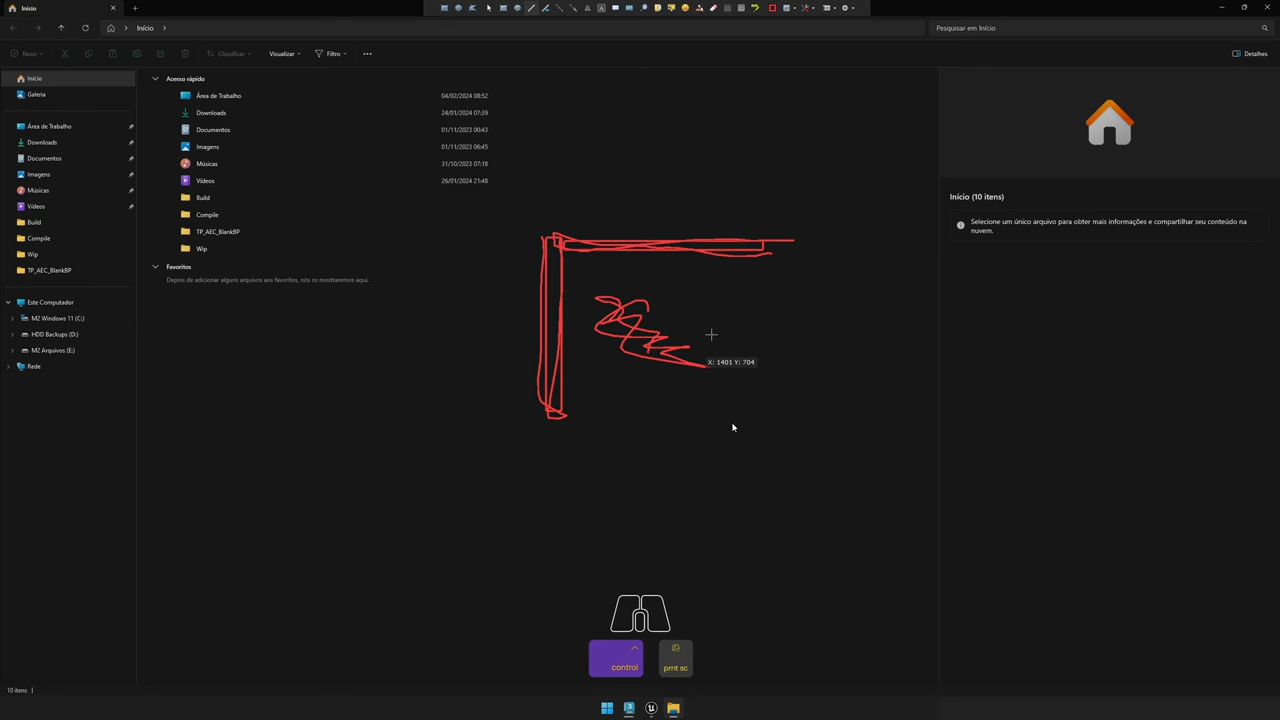 Início
Início
Pesquisar em Início
Novo
Classificar
Visualizar
Filtro
Detalhes
Início
Galeria
Área de Trabalho
Downloads
Documentos
Imagens
Músicas
Vídeos
Build
Compile
Wip
TP_AEC_BlankBP
Este Computador
M2 Windows 11 (C:)
HDD Backups (D:)
M2 Arquivos (E:)
Rede
Acesso rápido
Área de Trabalho 04/02/2024 08:52
Downloads 24/01/2024 07:39
Documentos 01/11/2023 00:43
Imagens 01/11/2023 06:45
Músicas 31/10/2023 07:18
Vídeos 26/01/2024 21:48
Build
Compile
TP_AEC_BlankBP
Wip
Favoritos
Depois de adicionar alguns arquivos aos favoritos, nós os mostraremos aqui.
Início (10 itens)
Selecione um único arquivo para obter mais informações e compartilhar seu conteúdo na
nuvem.
X: 1401 Y: 704
control
prnt sc
10 itens